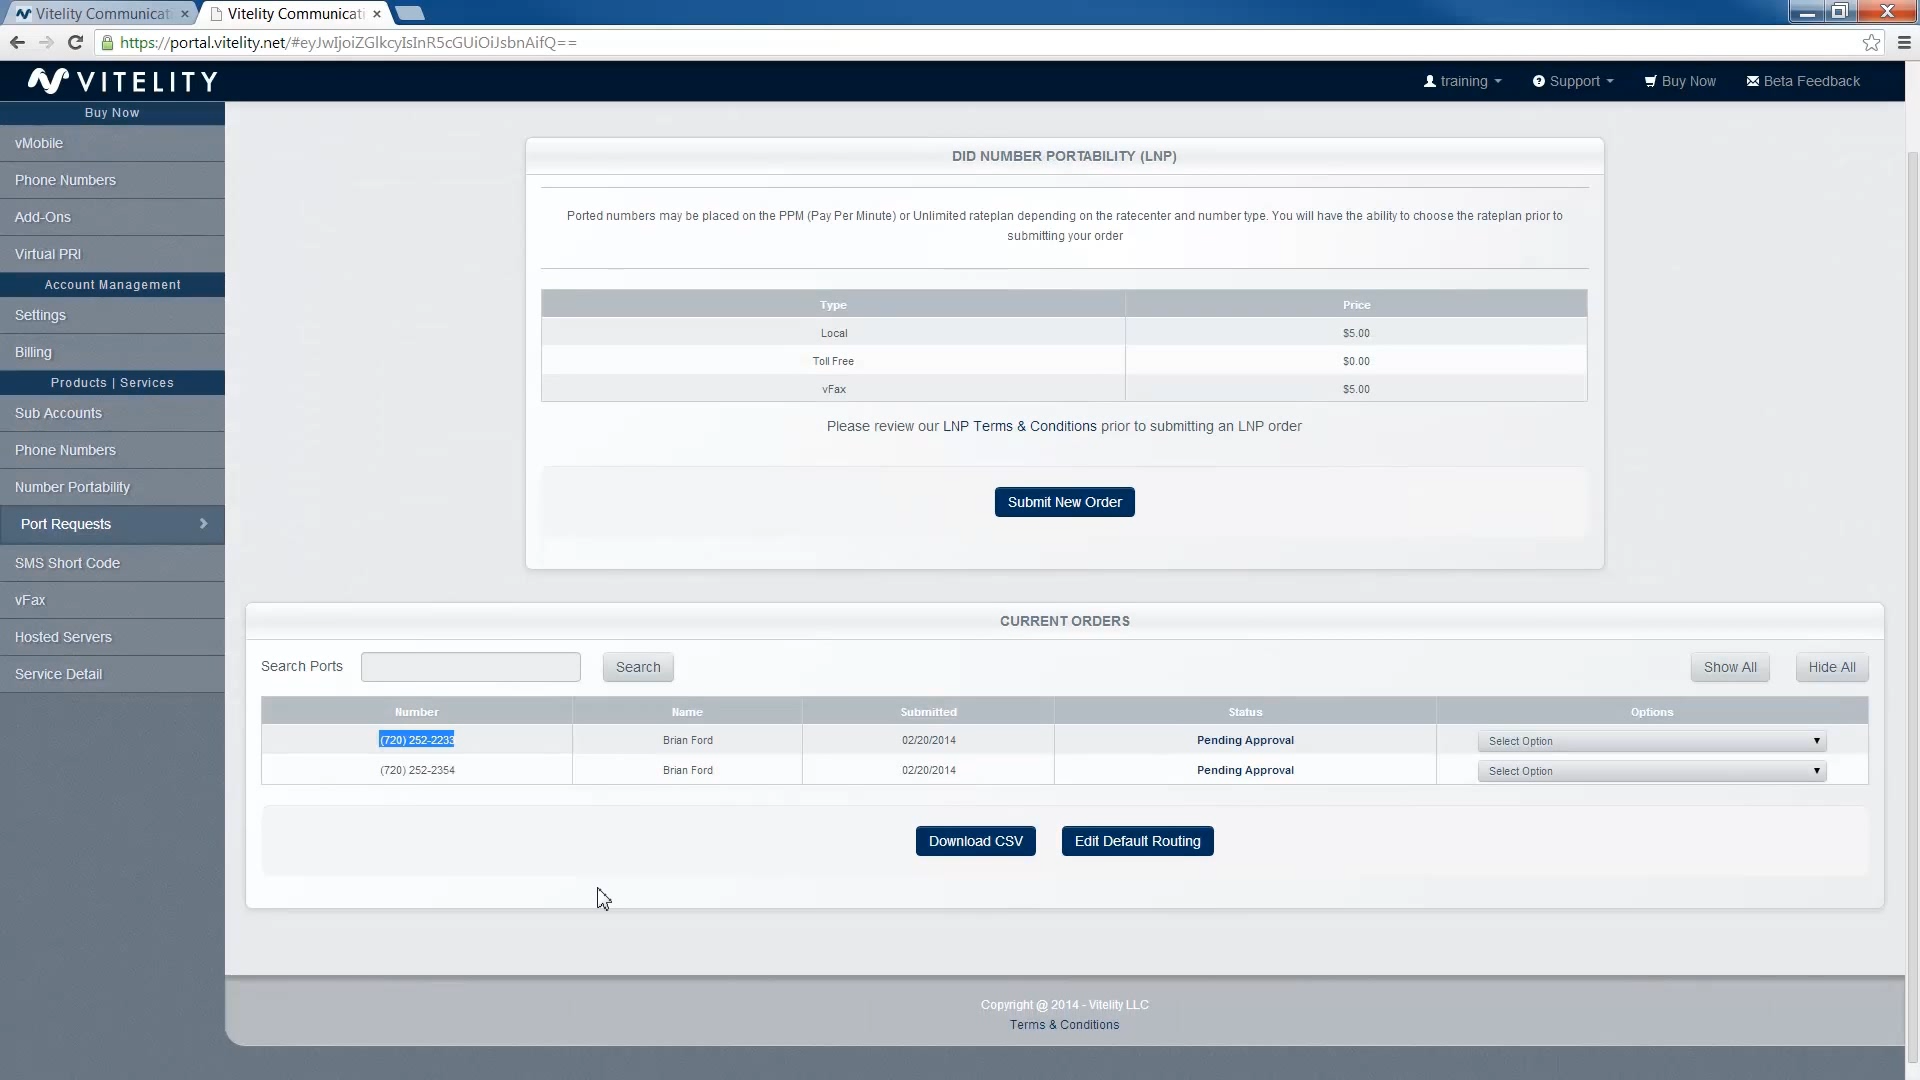 Vitelity Communicati
Vitelity Communicati
https://portal.vitelity.net/#eyJwIjoiZGlkcyIsInR5cGUiOiJsbnAifQ==
VITELITY
training
Support
Buy Now
Beta Feedback
Buy Now
vMobile
Phone Numbers
Add-Ons
Virtual PRI
Account Management
Settings
Billing
Products | Services
Sub Accounts
Phone Numbers
Number Portability
Port Requests
SMS Short Code
vFax
Hosted Servers
Service Detail
DID NUMBER PORTABILITY (LNP)
Ported numbers may be placed on the PPM (Pay Per Minute) or Unlimited rateplan depending on the ratecenter and number type. You will have the ability to choose the rateplan prior to
submitting your order
Type Price
Local $5.00
Toll Free $0.00
vFax $5.00
Please review our LNP Terms & Conditions prior to submitting an LNP order
Submit New Order
CURRENT ORDERS
Search Ports Search Show All Hide All
Number Name Submitted Status Options
(720) 252-2233 Brian Ford 02/20/2014 Pending Approval Select Option
(720) 252-2354 Brian Ford 02/20/2014 Pending Approval Select Option
Download CSV Edit Default Routing
Copyright @ 2014 - Vitelity LLC
Terms & Conditions